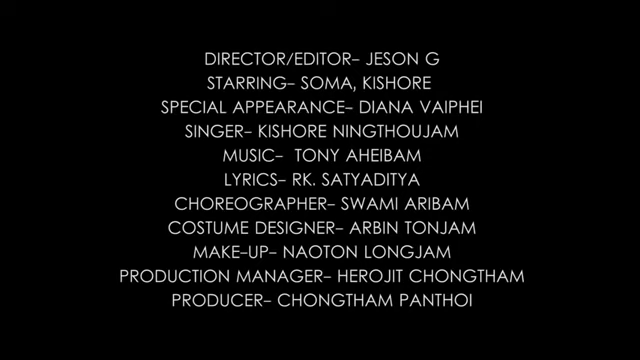 DIRECTOR/EDITOR- JESON G
STARRING- SOMA, KISHORE
SPECIAL APPEARANCE- DIANA VAIPHEI
SINGER- KISHORE NINGTHOUJAM
MUSIC-  TONY AHEIBAM
LYRICS- RK. SATYADITYA
CHOREOGRAPHER- SWAMI ARIBAM
COSTUME DESIGNER- ARBIN TONJAM
MAKE-UP- NAOTON LONGJAM
PRODUCTION MANAGER- HEROJIT CHONGTHAM
PRODUCER- CHONGTHAM PANTHOI